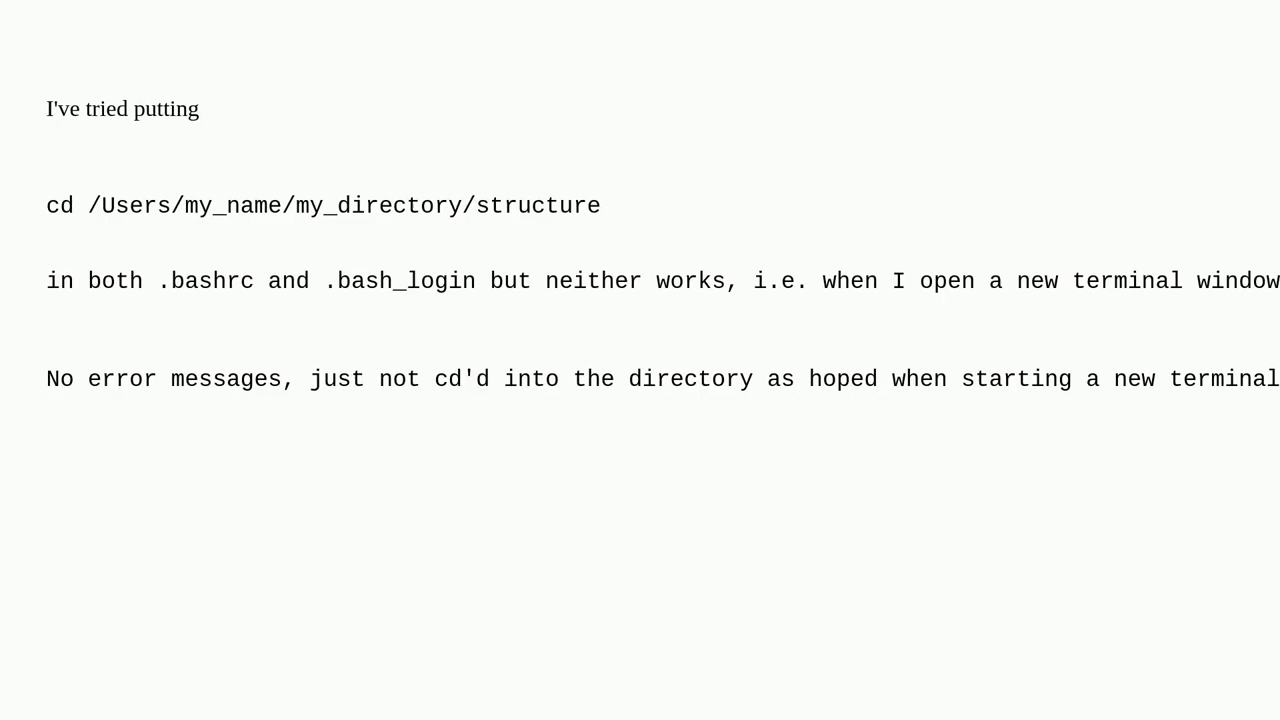 I've tried putting
cd /Users/my_name/my_directory/structure
in both .bashrc and .bash_login but neither works, i.e. when I open a new terminal window
No error messages, just not cd'd into the directory as hoped when starting a new terminal